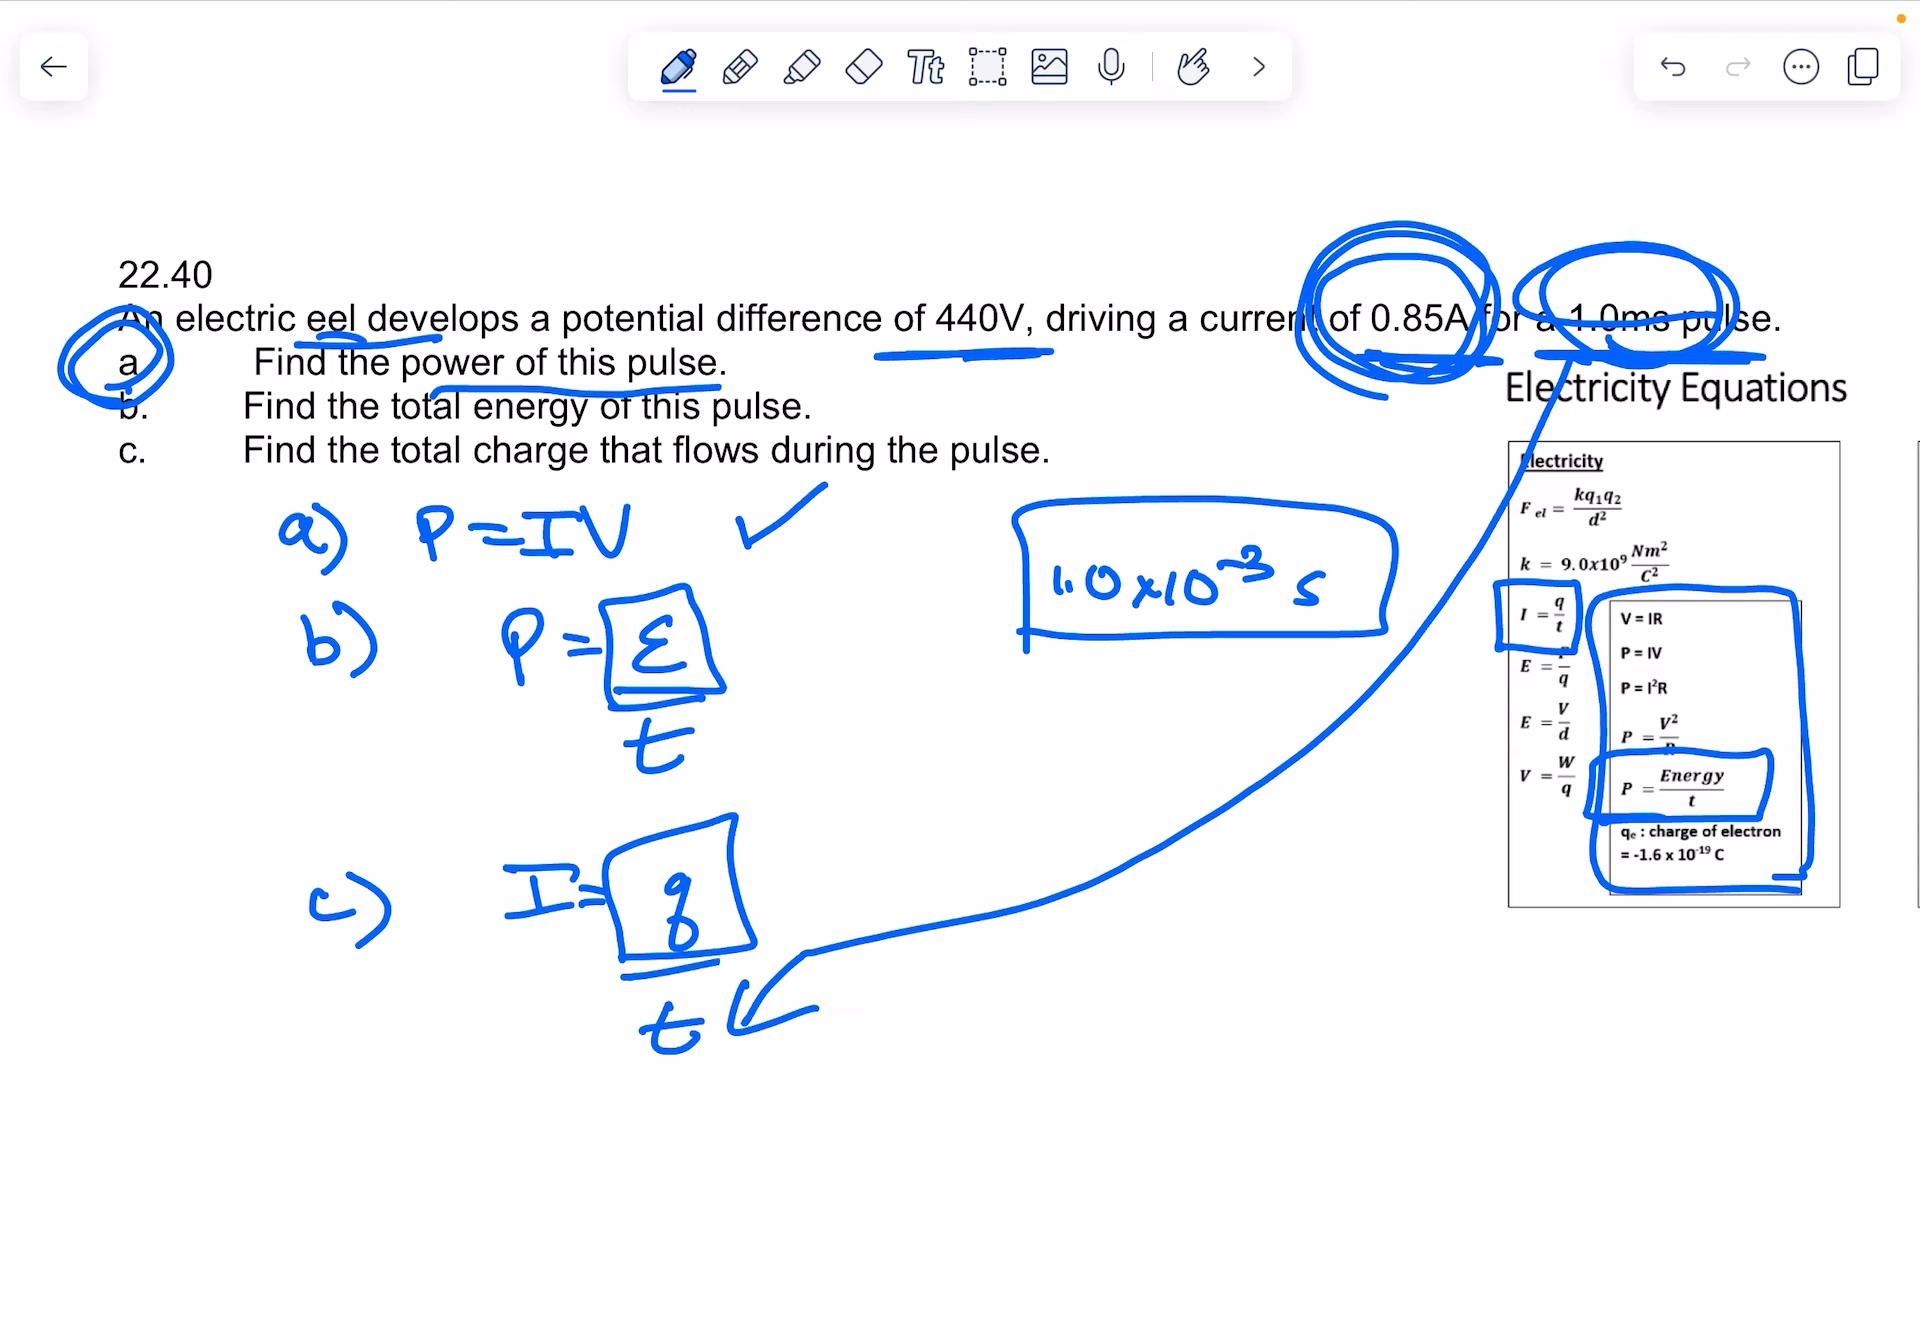 22.40
An electric eel develops a potential difference of 440V, driving a current of 0.85A for a 1.0ms pulse.
a Find the power of this pulse.
b. Find the total energy of this pulse.
c. Find the total charge that flows during the pulse.
Electricity Equations
Electricity
F el = kq₁q₂ / d²
k = 9.0x10⁹ Nm² / C²
I = q / t
E = / q
E = V / d
V = W / q
V = IR
P = IV
P = I²R
P = V² /
P = Energy / t
qₑ : charge of electron
= -1.6 x 10⁻¹⁹ C
a) P = IV ✓
1.0 x 10⁻³ s
b) P = E / t
c) I = q / t
Tt